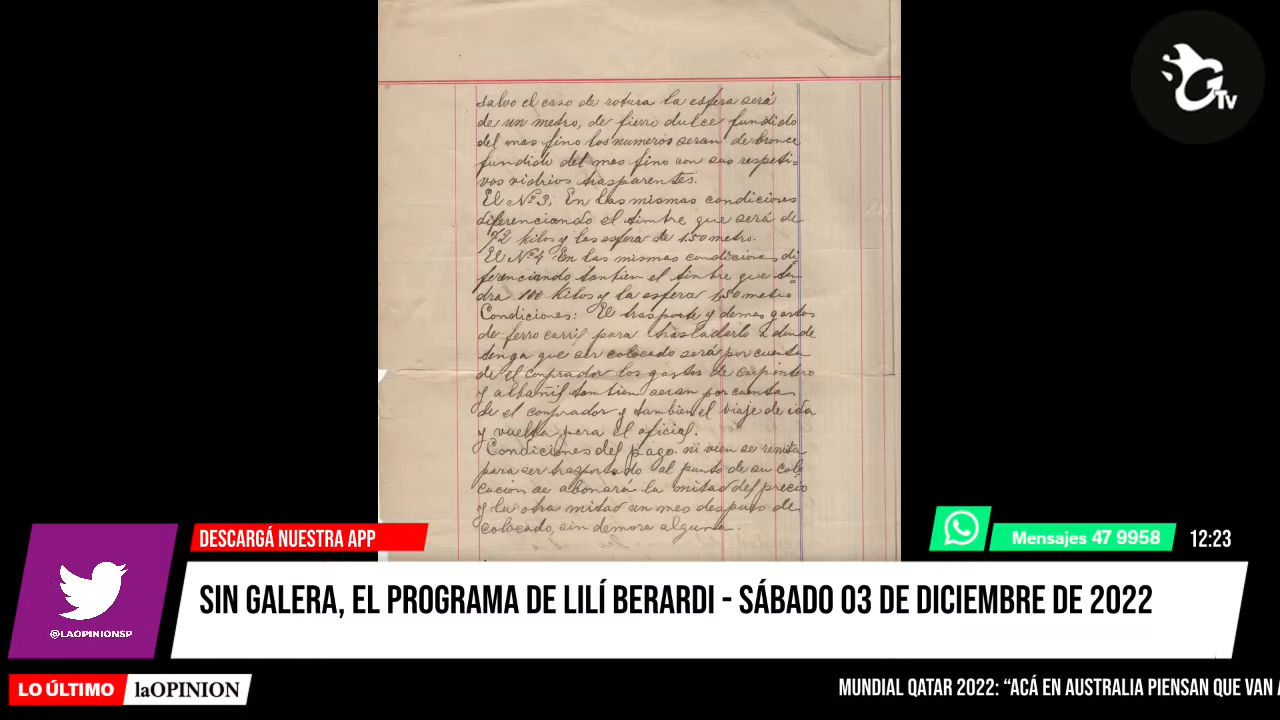 GTv
salvo el caso de rotura la esfera será
de un metro, de fierro dulce fundido
del mas fino los numeros seran de bronce
fundido del mas fino con sus respeti=
vos vidrios trasparentes.
El Nº 3, En las mismas condiciones
diferenciando el timbre que será de
72 kilos y las esfera de 1.50 metro.
El Nº 4 En las mismas condiciones di=
ferenciando tantien el timbre que ten=
dra 100 Kilos y la esfera 1,50 metro
Condiciones: El trasporte y demas gastos
de ferro carril para trasladarlo a donde
tenga que ser colocado será por cuenta
de el comprador los gastos de carpintero
y albañil tantien seran por cuenta
de el comprador y tambien el viaje de ida
y vuelta para el oficial.
Condiciones del pago. ni vien se remita
para ser trasportado al punto de su colo
cación se abonará la mitad del precio
y la otra mitad un mes despues de
colocado, sin demora alguna.
DESCARGÁ NUESTRA APP
Mensajes 47 9958
12:23
SIN GALERA, EL PROGRAMA DE LILÍ BERARDI - SÁBADO 03 DE DICIEMBRE DE 2022
@LAOPINIONSP
LO ÚLTIMO
laOPINION
MUNDIAL QATAR 2022: “ACÁ EN AUSTRALIA PIENSAN QUE VAN A